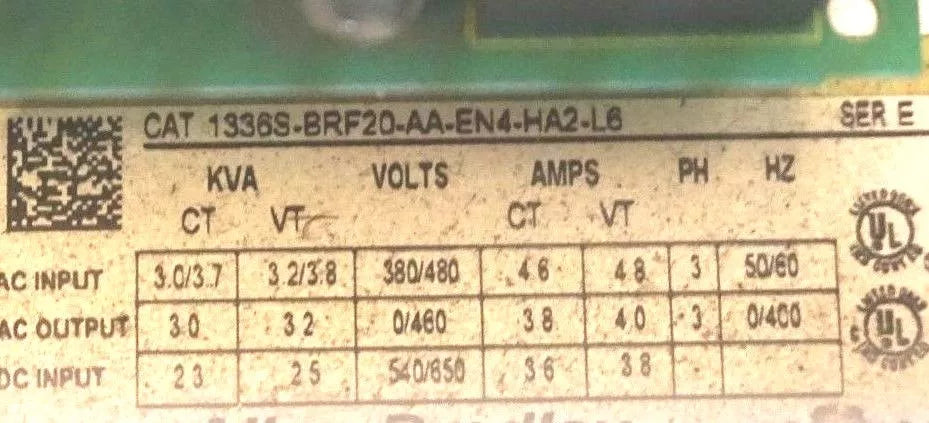 CAT 1336S-BRF20-AA-EN4-HA2-L6 SER E
KVA VOLTS AMPS PH HZ
CT VT CT VT
AC INPUT 3.0/3.7 3.2/3.8 380/480 4.6 4.8 3 50/60
AC OUTPUT 3.0 3.2 0/460 3.8 4.0 3 0/400
DC INPUT 2.3 2.5 540/650 3.6 3.8
UL
UL